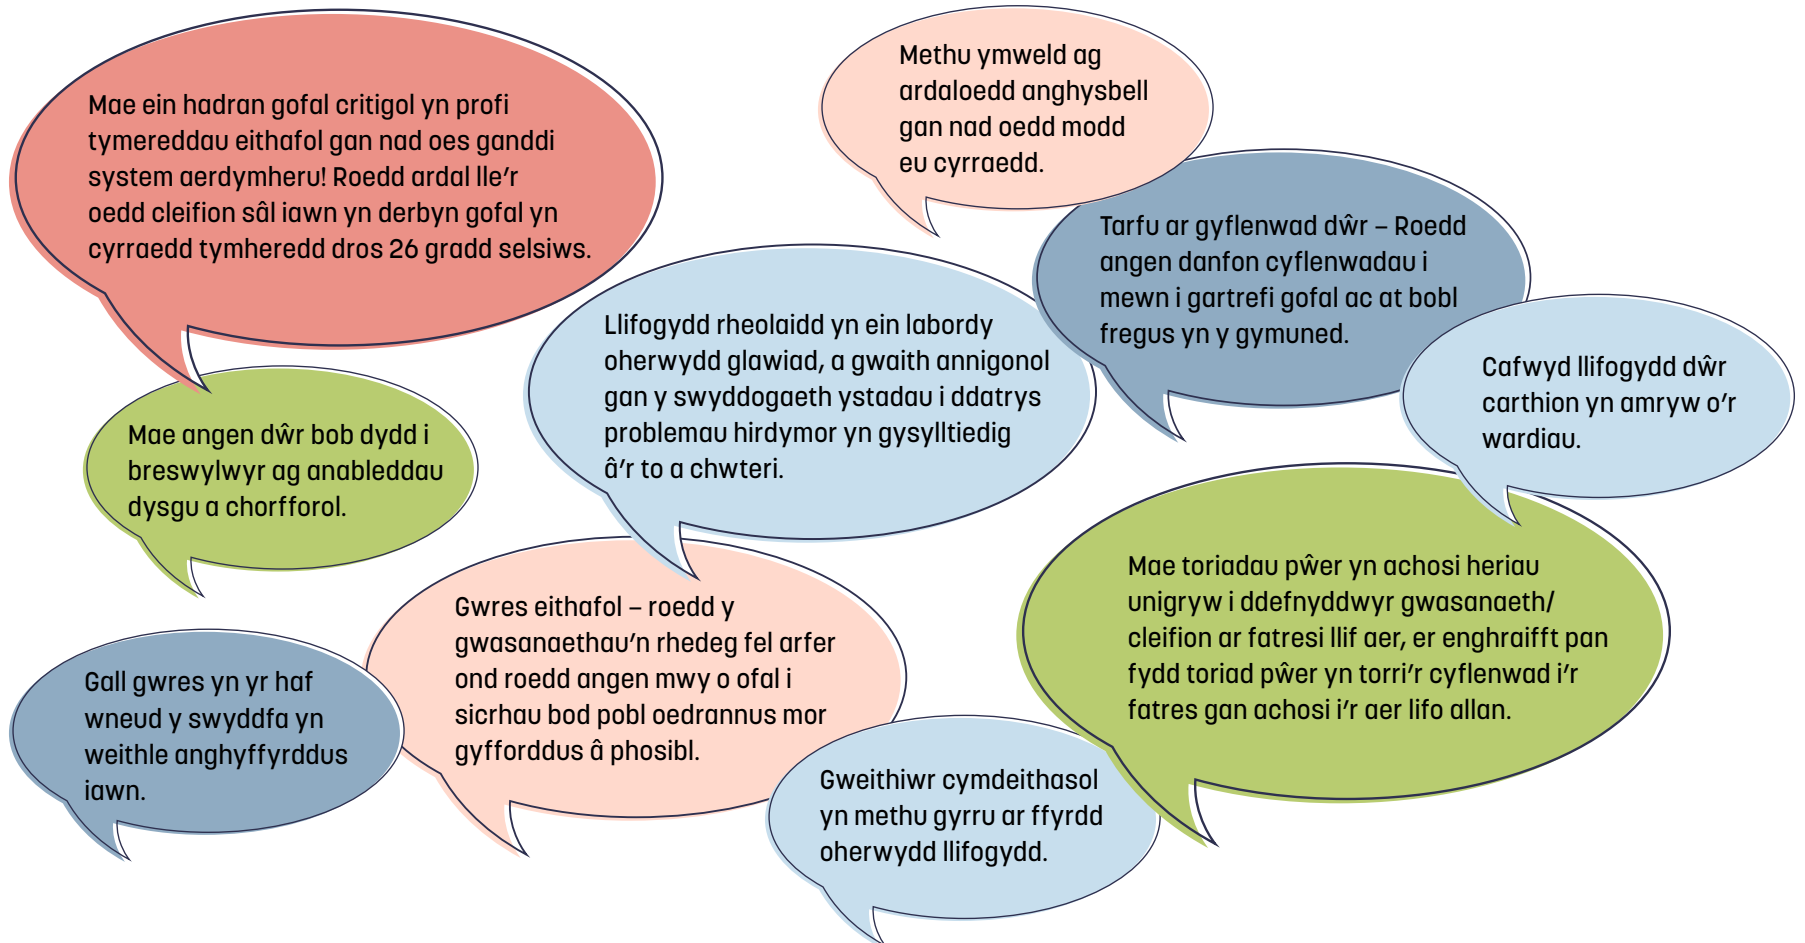 Mae ein hadran gofal critigol yn profi
tymereddau eithafol gan nad oes ganddi
system aerdymheru! Roedd ardal lle’r
oedd cleifion sâl iawn yn derbyn gofal yn
cyrraedd tymheredd dros 26 gradd selsiws.
Methu ymweld ag
ardaloedd anghysbell
gan nad oedd modd
eu cyrraedd.
Tarfu ar gyflenwad dŵr – Roedd
angen danfon cyflenwadau i
mewn i gartrefi gofal ac at bobl
fregus yn y gymuned.
Llifogydd rheolaidd yn ein labordy
oherwydd glawiad, a gwaith annigonol
gan y swyddogaeth ystadau i ddatrys
problemau hirdymor yn gysylltiedig
â’r to a chwteri.
Cafwyd llifogydd dŵr
carthion yn amryw o’r
wardiau.
Mae angen dŵr bob dydd i
breswylwyr ag anableddau
dysgu a chorfforol.
Mae toriadau pŵer yn achosi heriau
unigryw i ddefnyddwyr gwasanaeth/
cleifion ar fatresi llif aer, er enghraifft pan
fydd toriad pŵer yn torri’r cyflenwad i’r
fatres gan achosi i’r aer lifo allan.
Gwres eithafol – roedd y
gwasanaethau’n rhedeg fel arfer
ond roedd angen mwy o ofal i
sicrhau bod pobl oedrannus mor
gyfforddus â phosibl.
Gall gwres yn yr haf
wneud y swyddfa yn
weithle anghyffyrddus
iawn.
Gweithiwr cymdeithasol
yn methu gyrru ar ffyrdd
oherwydd llifogydd.